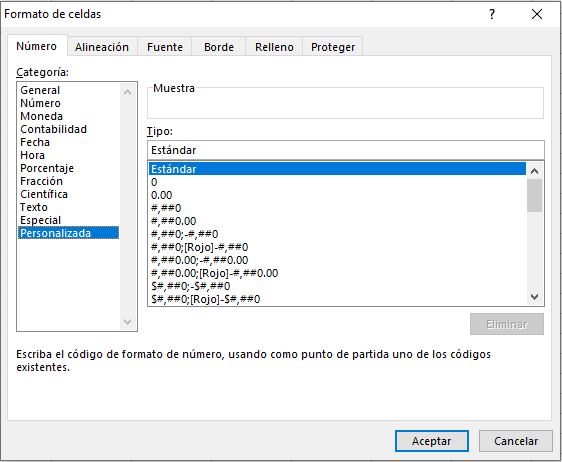 Formato de celdas
Número Alineación Fuente Borde Relleno Proteger
Categoría:
General
Número
Moneda
Contabilidad
Fecha
Hora
Porcentaje
Fracción
Científica
Texto
Especial
Personalizada
Muestra
Tipo:
Estándar
Estándar
0
0.00
#,##0
#,##0.00
#,##0;-#,##0
#,##0;[Rojo]-#,##0
#,##0.00;-#,##0.00
#,##0.00;[Rojo]-#,##0.00
$#,##0;-$#,##0
$#,##0;[Rojo]-$#,##0
Eliminar
Escriba el código de formato de número, usando como punto de partida uno de los códigos
existentes.
Aceptar Cancelar